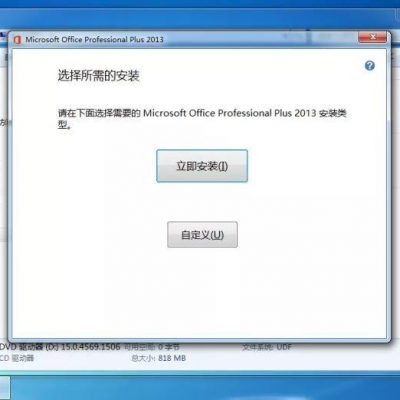 Microsoft Office Professional Plus 2013
选择所需的安装
请在下面选择需要的 Microsoft Office Professional Plus 2013 安装类
型。
立即安装(I)
自定义(U)
DVD 驱动器 (D:) 15.0.4569.1506 可用空间: 0 字节 文件系统: UDF
CD 驱动器 总大小: 818 MB